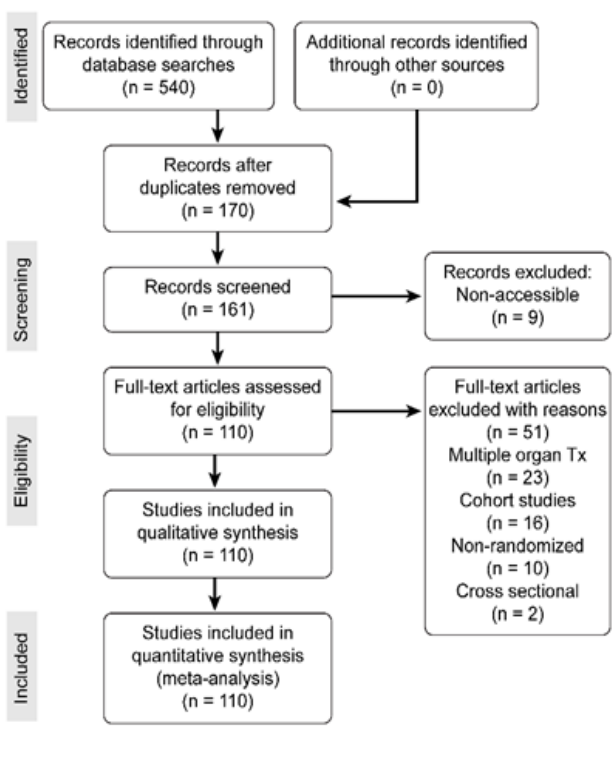 Identified
Records identified through
database searches
(n = 540)
Additional records identified
through other sources
(n = 0)
Records after
duplicates removed
(n = 170)
Screening
Records screened
(n = 161)
Records excluded:
Non-accessible
(n = 9)
Eligibility
Full-text articles assessed
for eligibility
(n = 110)
Full-text articles
excluded with reasons
(n = 51)
Multiple organ Tx
(n = 23)
Cohort studies
(n = 16)
Non-randomized
(n = 10)
Cross sectional
(n = 2)
Studies included in
qualitative synthesis
(n = 110)
Included
Studies included in
quantitative synthesis
(meta-analysis)
(n = 110)